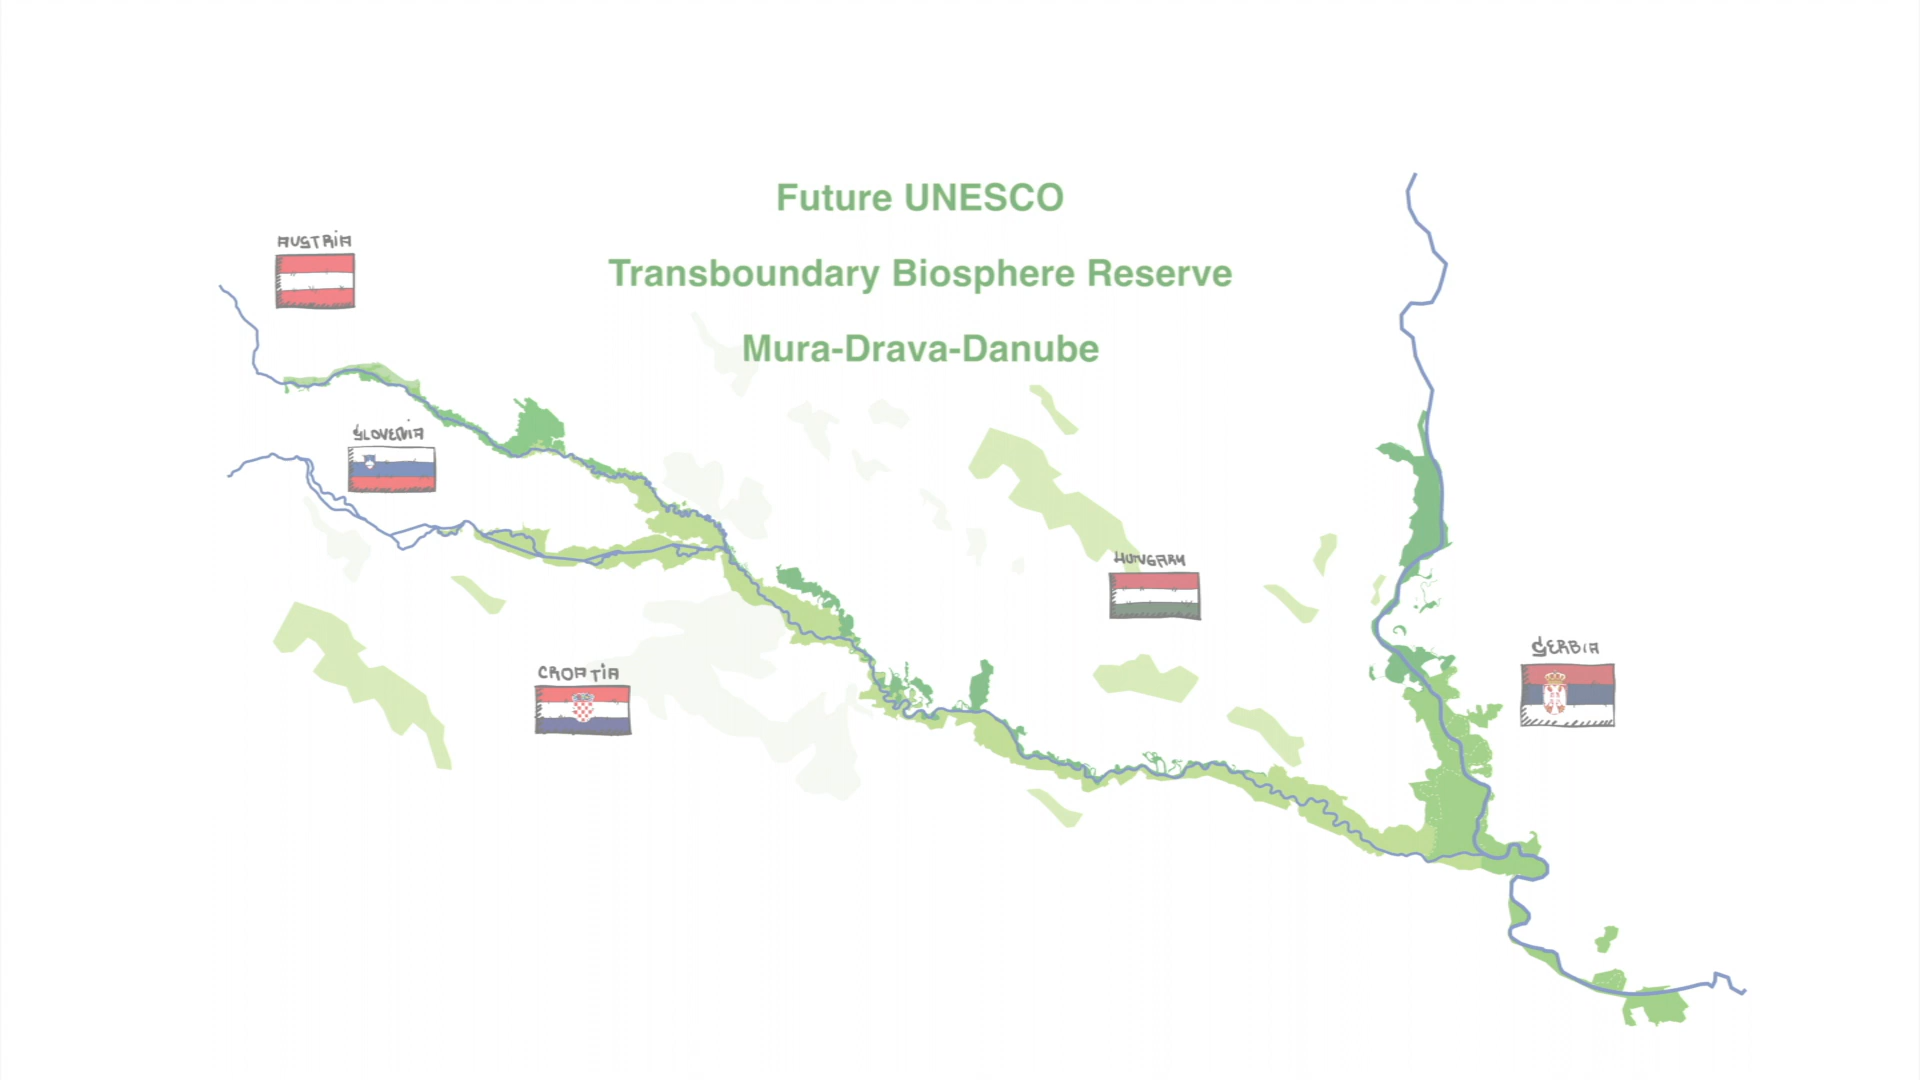 Future UNESCO
Transboundary Biosphere Reserve
Mura-Drava-Danube
AUSTRiA
SLOVENiA
HUNGARY
CROATiA
SERBIA